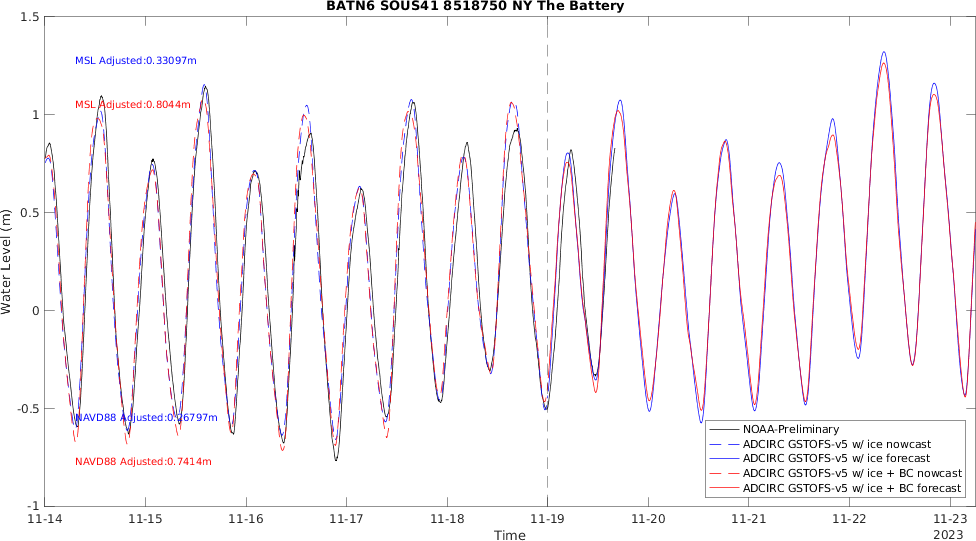 BATN6 SOUS41 8518750 NY The Battery
1.5
1
0.5
0
-0.5
-1
Water Level (m)
MSL Adjusted:0.33097m
MSL Adjusted:0.8044m
NAVD88 Adjusted:0.26797m
NAVD88 Adjusted:0.7414m
NOAA-Preliminary
ADCIRC GSTOFS-v5 w/ ice nowcast
ADCIRC GSTOFS-v5 w/ ice forecast
ADCIRC GSTOFS-v5 w/ ice + BC nowcast
ADCIRC GSTOFS-v5 w/ ice + BC forecast
11-14 11-15 11-16 11-17 11-18 11-19 11-20 11-21 11-22 11-23
Time
2023